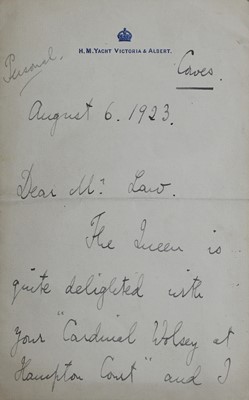 Personal.
H. M. YACHT VICTORIA & ALBERT.
Cowes.
August 6. 1923.
Dear Mr. Law.
The Queen is
quite delighted with
your "Cardinal Wolsey at
Hampton Court" and I